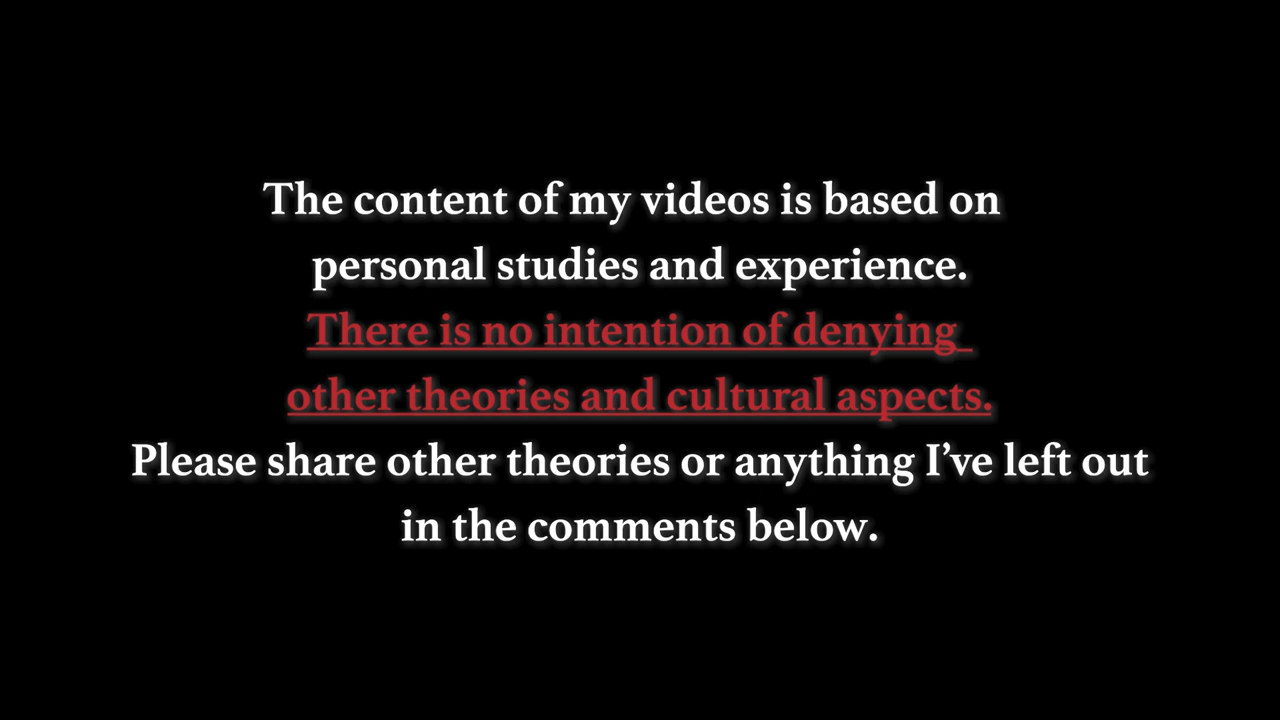 The content of my videos is based on
personal studies and experience.
There is no intention of denying
other theories and cultural aspects.
Please share other theories or anything I’ve left out
in the comments below.